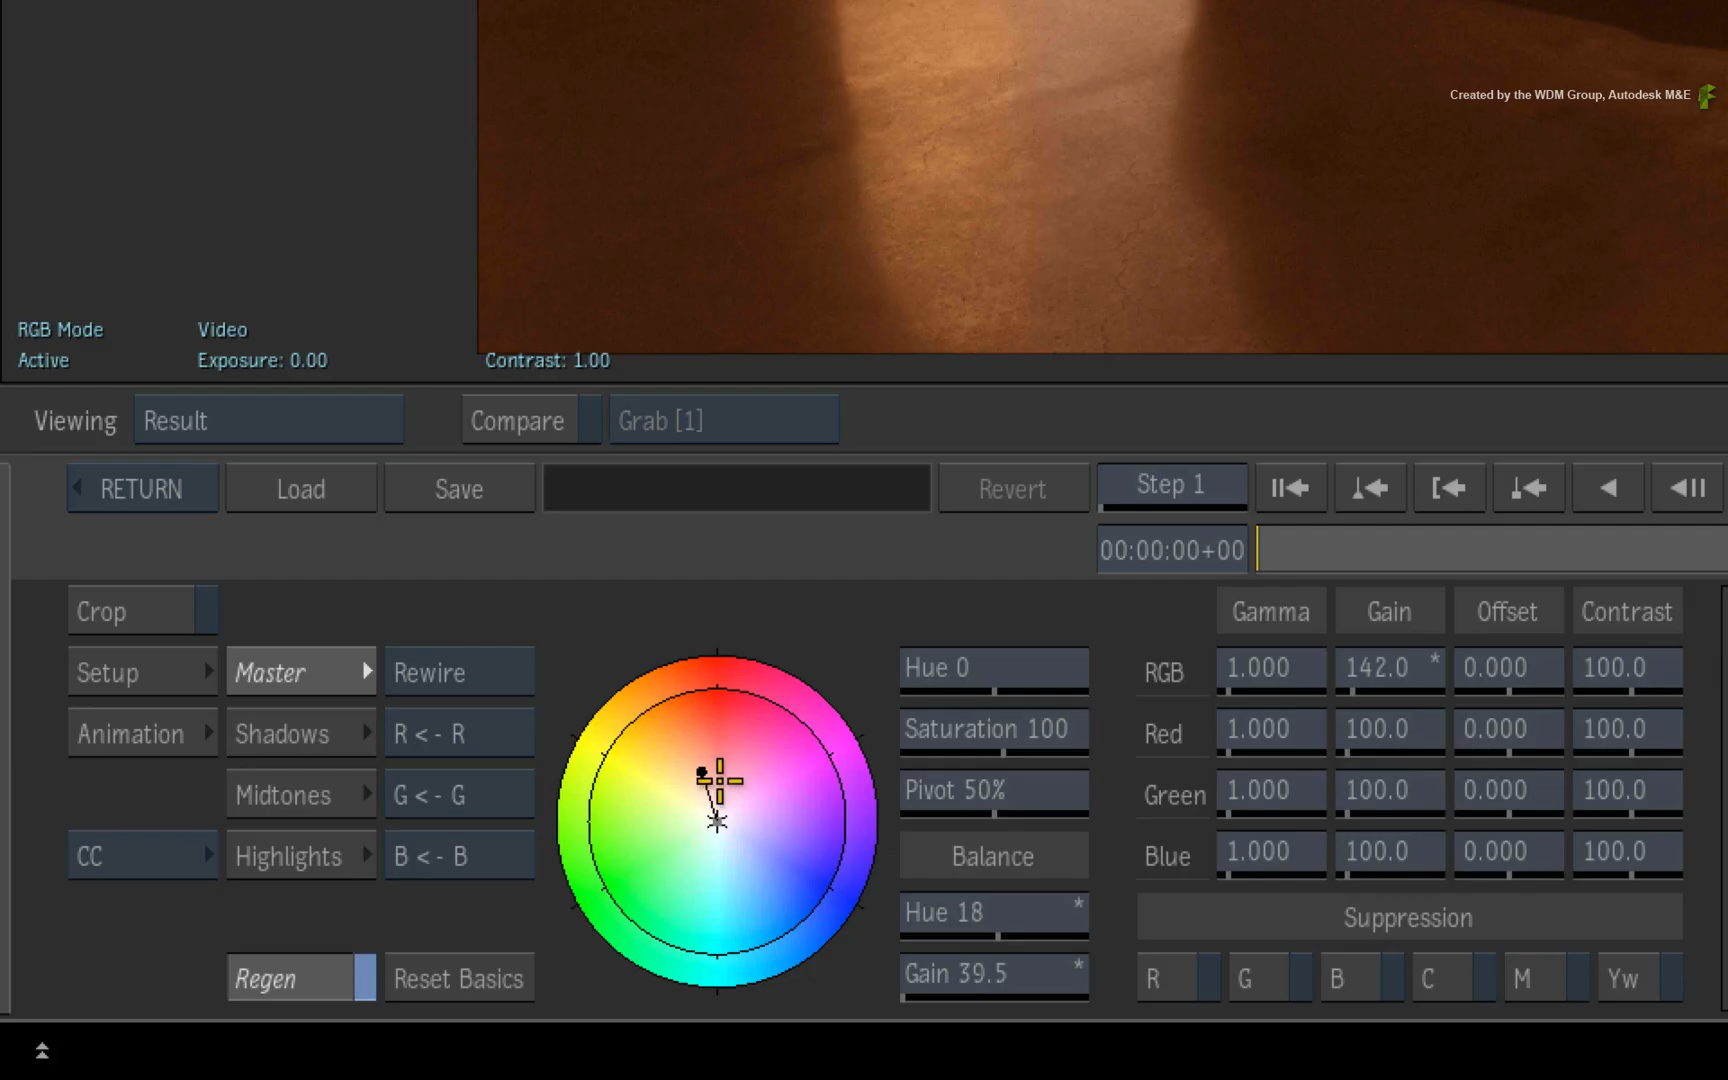 Created by the WDM Group, Autodesk M&E
RGB Mode Video
Active Exposure: 0.00 Contrast: 1.00
Viewing Result Compare Grab [1]
RETURN Load Save Revert Step 1
00:00:00+00
Crop Gamma Gain Offset Contrast
Setup Master Rewire Hue 0 RGB 1.000 142.0 * 0.000 100.0
Animation Shadows R <- R Saturation 100 Red 1.000 100.0 0.000 100.0
Midtones G <- G Pivot 50% Green 1.000 100.0 0.000 100.0
CC Highlights B <- B Balance Blue 1.000 100.0 0.000 100.0
Hue 18 * Suppression
Regen Reset Basics Gain 39.5 * R G B C M Yw